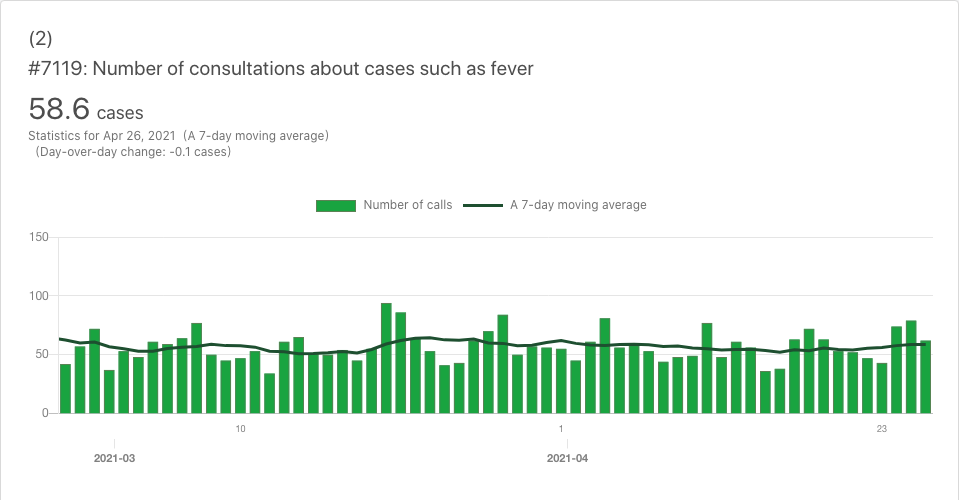 (2)
#7119: Number of consultations about cases such as fever
58.6 cases
Statistics for Apr 26, 2021 (A 7-day moving average)
(Day-over-day change: -0.1 cases)
Number of calls A 7-day moving average
150
100
50
0
10 1 23
2021-03 2021-04